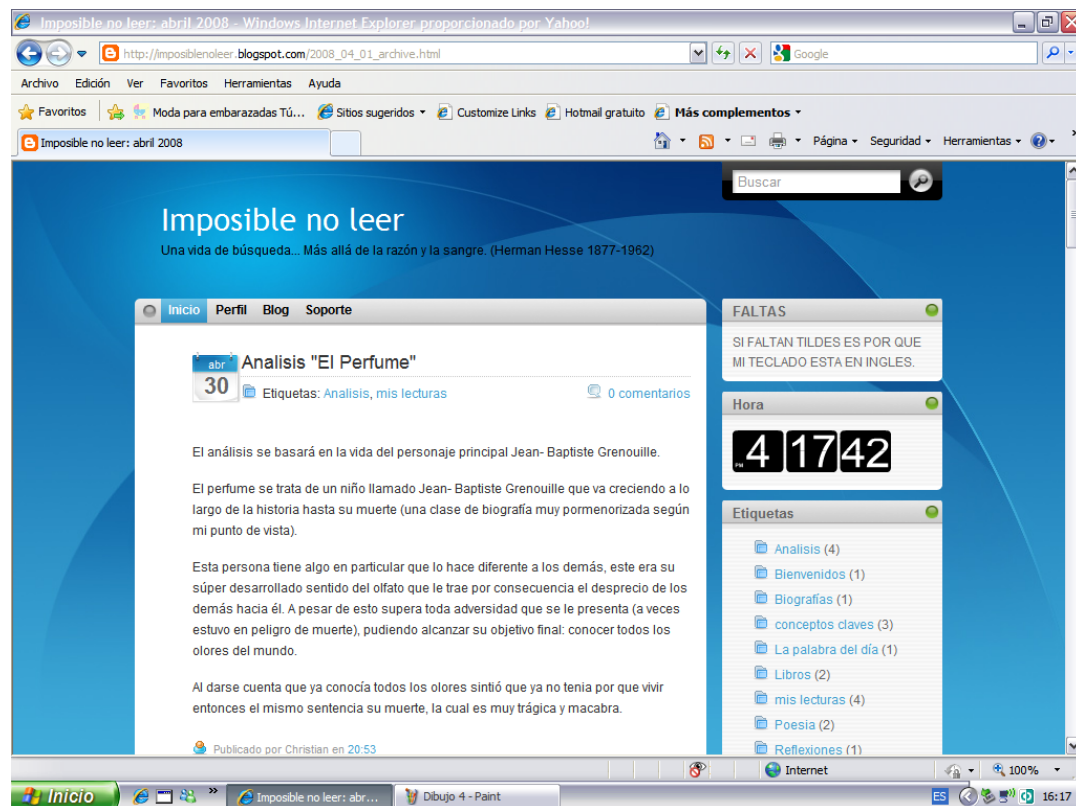 Imposible no leer: abril 2008 - Windows Internet Explorer proporcionado por Yahoo!
http://imposiblenoleer.blogspot.com/2008_04_01_archive.html
Google
Archivo Edición Ver Favoritos Herramientas Ayuda
Favoritos Moda para embarazadas Tú... Sitios sugeridos Customize Links Hotmail gratuito Más complementos
Imposible no leer: abril 2008 Página Seguridad Herramientas
Buscar
Imposible no leer
Una vida de búsqueda... Más allá de la razón y la sangre. (Herman Hesse 1877-1962)
Inicio Perfil Blog Soporte
abr
30
Analisis "El Perfume"
Etiquetas: Analisis, mis lecturas
0 comentarios
El análisis se basará en la vida del personaje principal Jean- Baptiste Grenouille.
El perfume se trata de un niño llamado Jean- Baptiste Grenouille que va creciendo a lo
largo de la historia hasta su muerte (una clase de biografía muy pormenorizada según
mi punto de vista).
Esta persona tiene algo en particular que lo hace diferente a los demás, este era su
súper desarrollado sentido del olfato que le trae por consecuencia el desprecio de los
demás hacia él. A pesar de esto supera toda adversidad que se le presenta (a veces
estuvo en peligro de muerte), pudiendo alcanzar su objetivo final: conocer todos los
olores del mundo.
Al darse cuenta que ya conocía todos los olores sintió que ya no tenia por que vivir
entonces el mismo sentencia su muerte, la cual es muy trágica y macabra.
Publicado por Christian en 20:53
FALTAS
SI FALTAN TILDES ES POR QUE
MI TECLADO ESTA EN INGLES.
Hora
PM 4 17 42
Etiquetas
Analisis (4)
Bienvenidos (1)
Biografías (1)
conceptos claves (3)
La palabra del día (1)
Libros (2)
mis lecturas (4)
Poesia (2)
Reflexiones (1)
Internet 100%
Inicio Imposible no leer: abr... Dibujo 4 - Paint ES 16:17